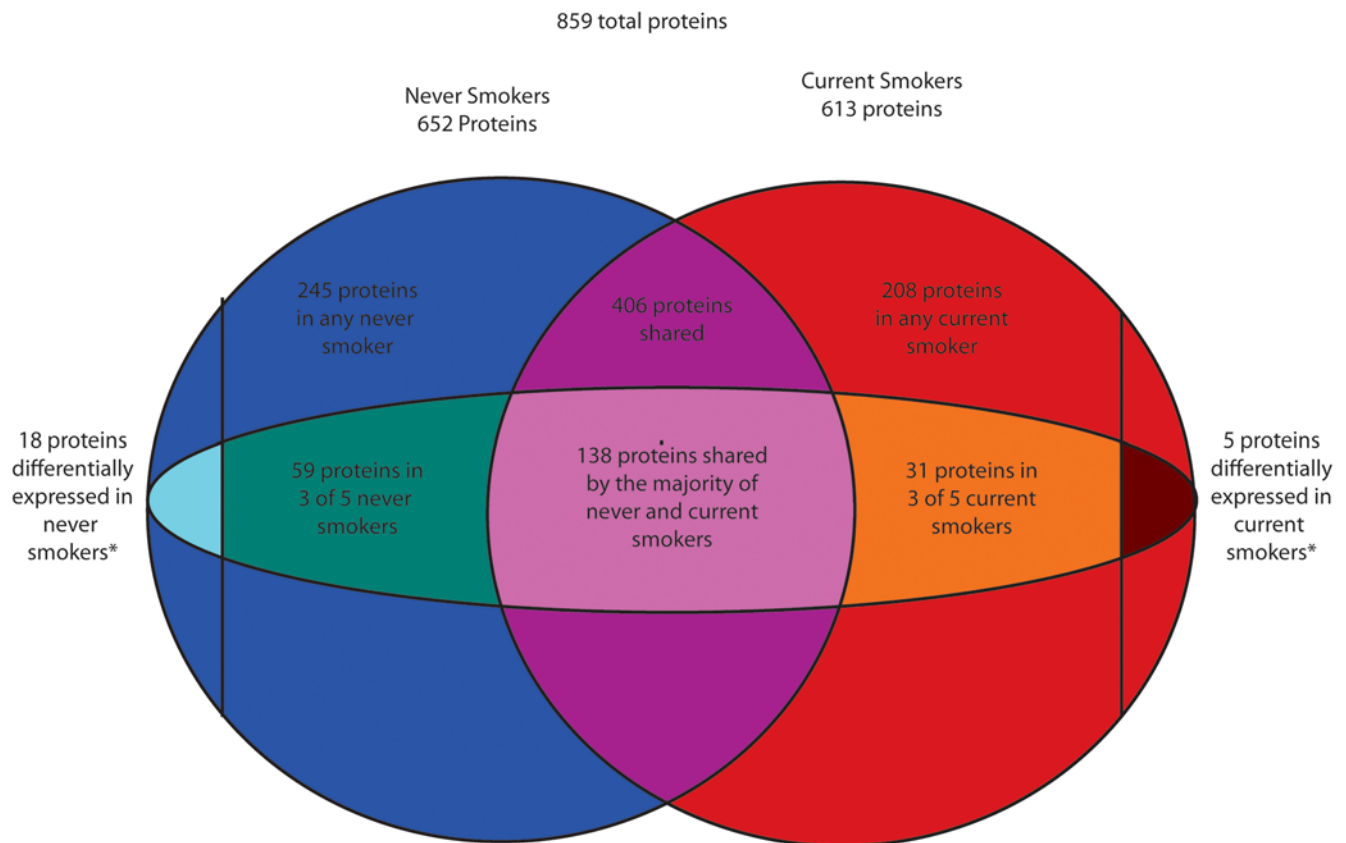 859 total proteins
Never Smokers
652 Proteins
Current Smokers
613 proteins
245 proteins
in any never
smoker
406 proteins
shared
208 proteins
in any current
smoker
18 proteins
differentially
expressed in
never
smokers*
59 proteins in
3 of 5 never
smokers
138 proteins shared
by the majority of
never and current
smokers
31 proteins in
3 of 5 current
smokers
5 proteins
differentially
expressed in
current
smokers*